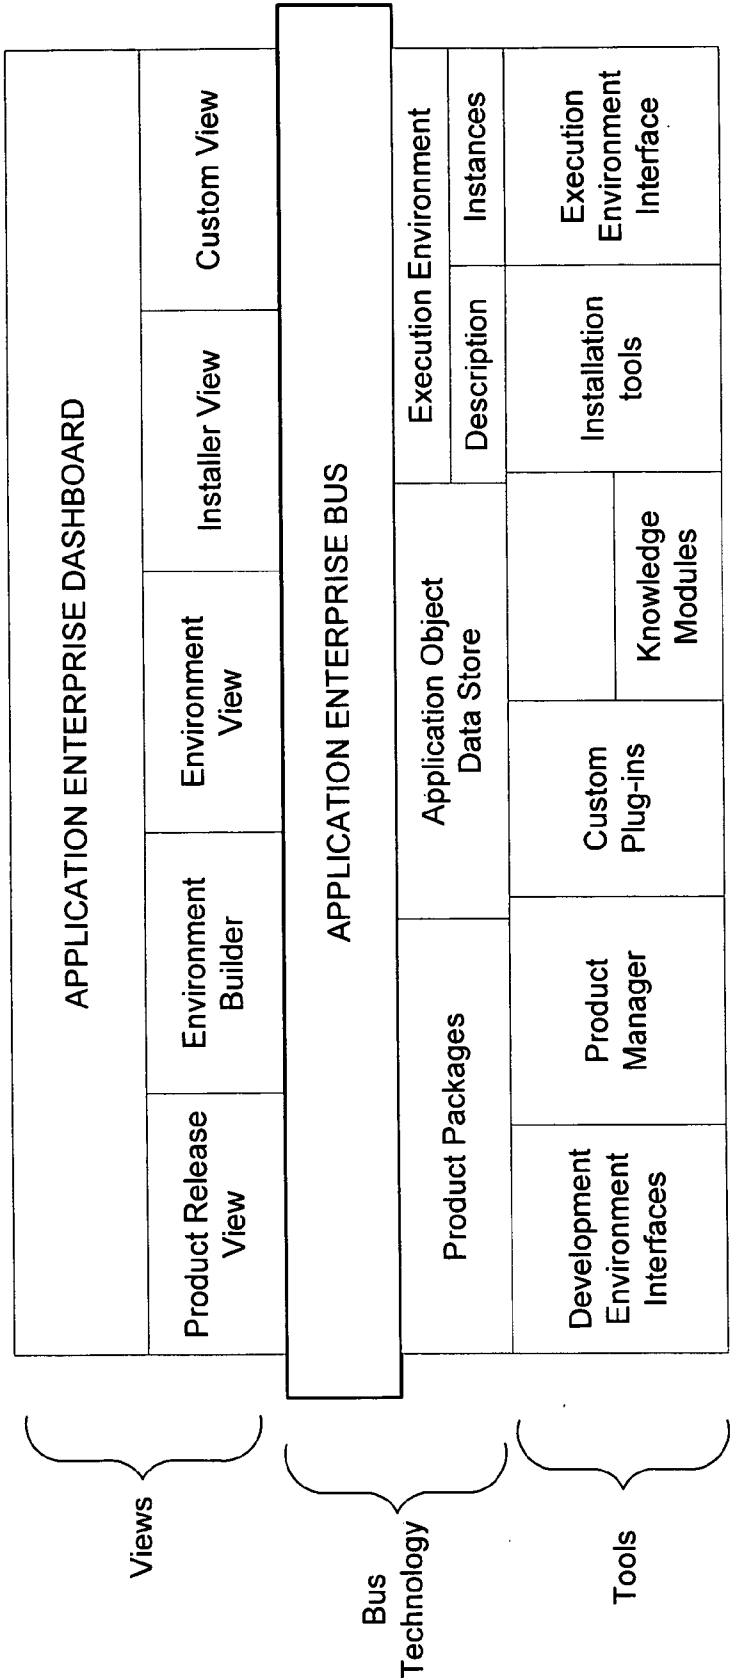 Views
APPLICATION ENTERPRISE DASHBOARD
Product Release
View
Environment
Builder
Environment
View
Installer View
Custom View
Bus
Technology
APPLICATION ENTERPRISE BUS
Product Packages
Application Object
Data Store
Execution Environment
Description
Instances
Tools
Development
Environment
Interfaces
Product
Manager
Custom
Plug-ins
Knowledge
Modules
Installation
tools
Execution
Environment
Interface